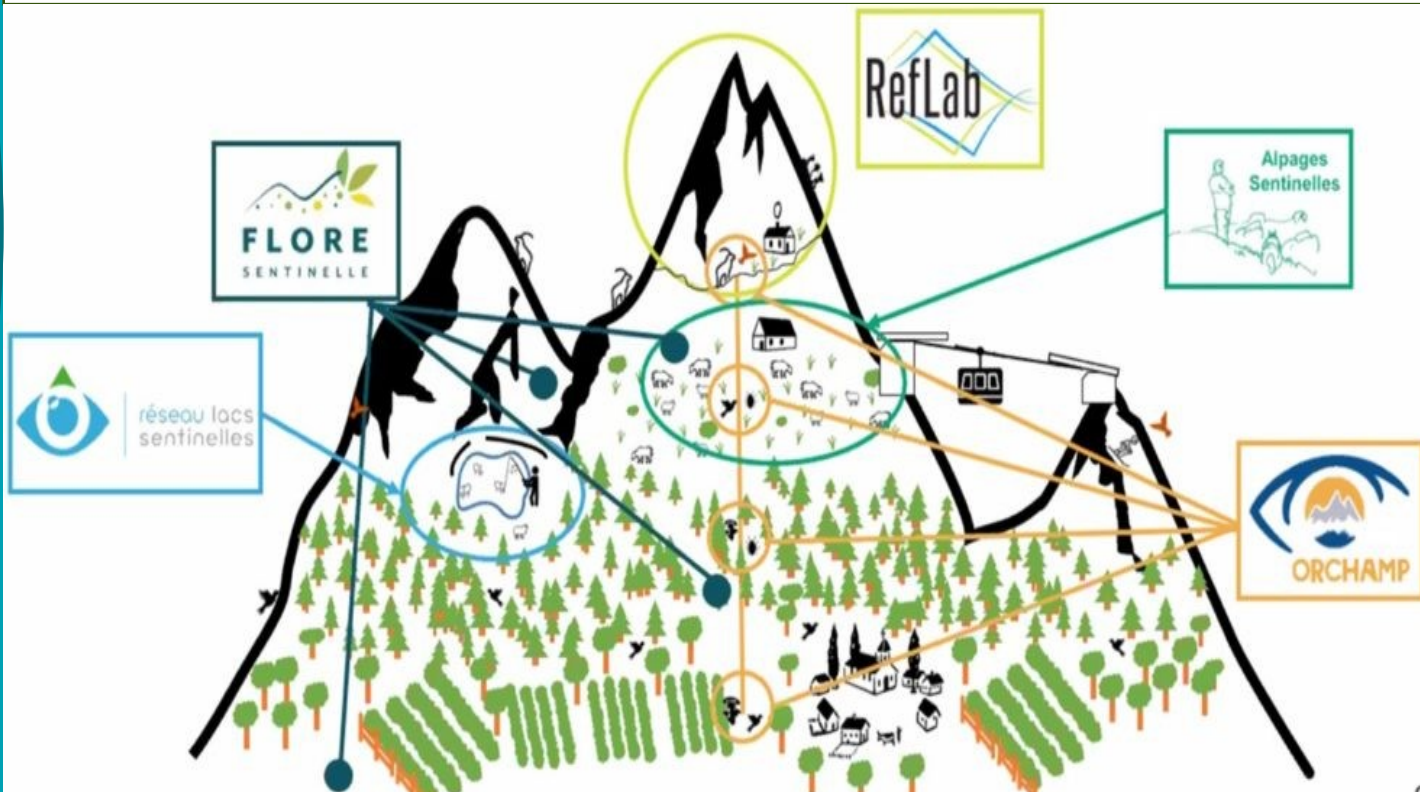 RefLab
Alpages
Sentinelles
FLORE
SENTINELLE
réseau lacs
sentinelles
ORCHAMP